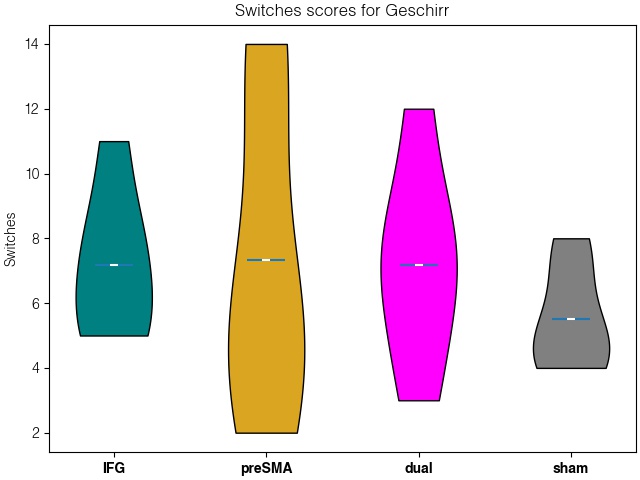 Switches scores for Geschirr
14
12
10
8
6
4
2
Switches
IFG
preSMA
dual
sham